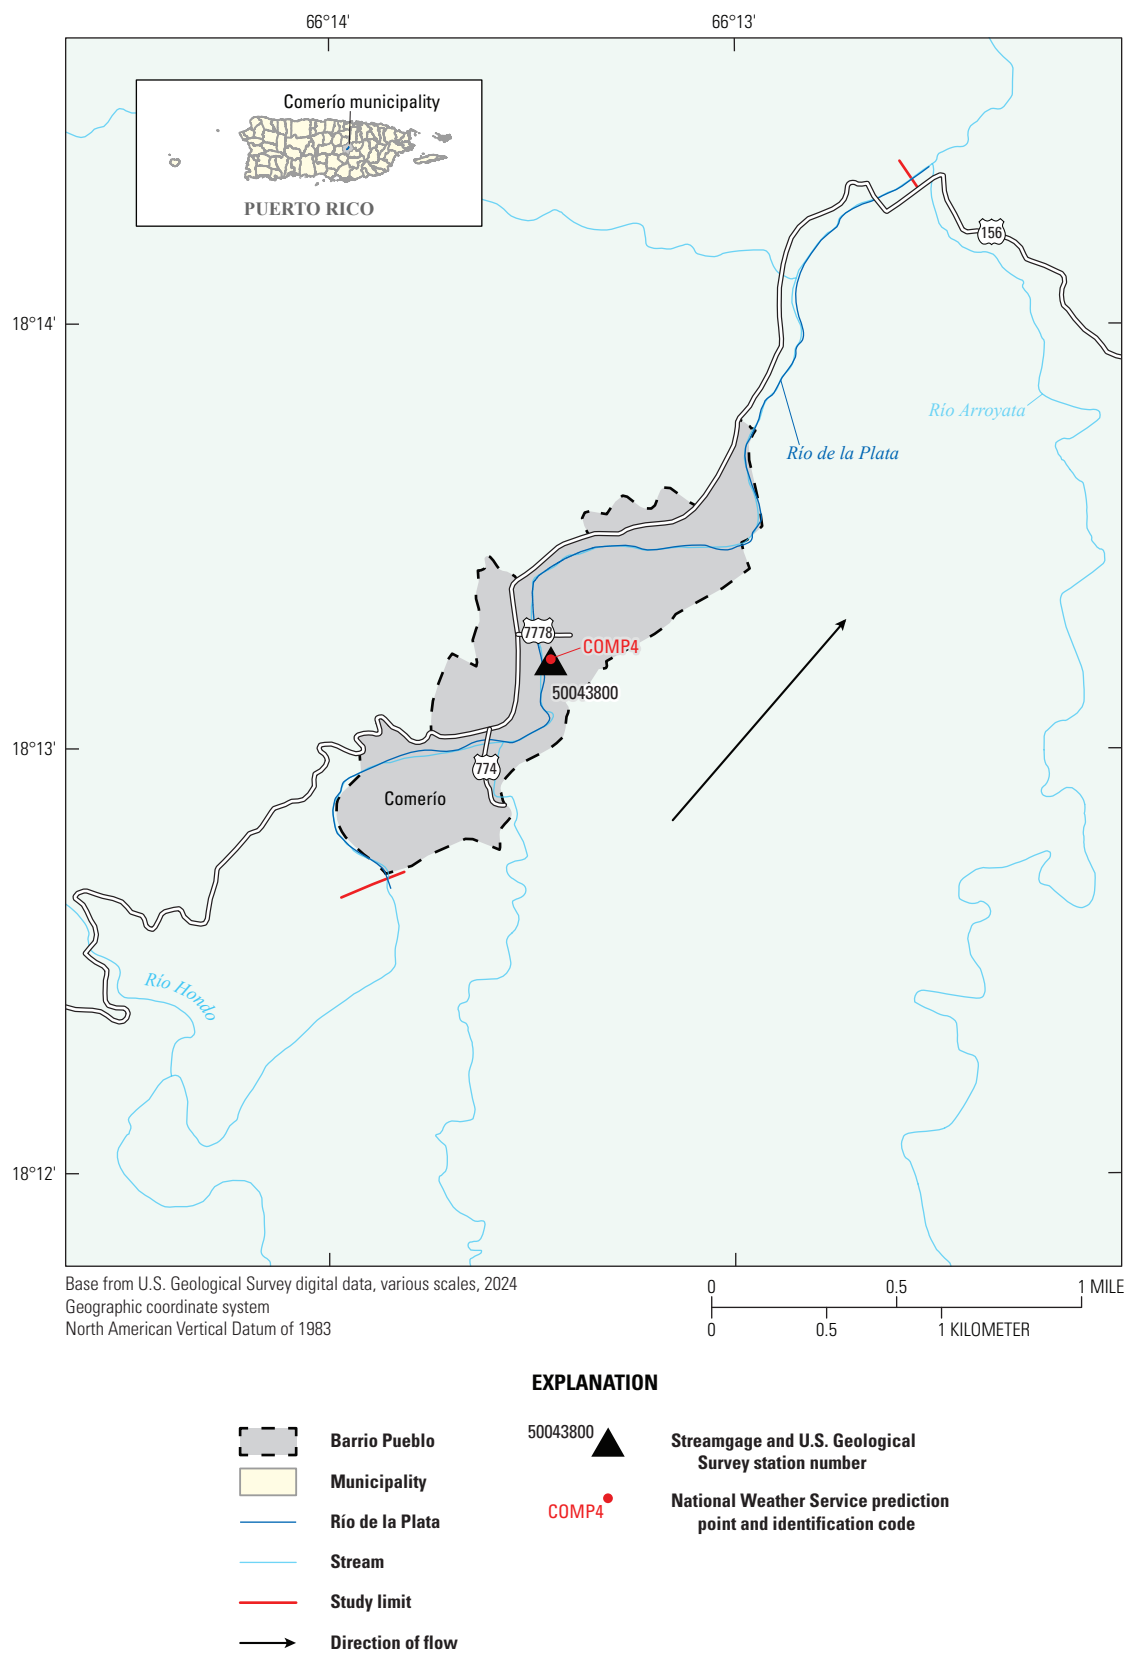 66°14'
66°13'
Comerío municipality
PUERTO RICO
156
18°14'
Río Arroyata
Río de la Plata
7778
COMP4
50043800
18°13'
774
Comerío
Río Hondo
18°12'
Base from U.S. Geological Survey digital data, various scales, 2024
Geographic coordinate system
North American Vertical Datum of 1983
0 0.5 1 MILE
0 0.5 1 KILOMETER
EXPLANATION
Barrio Pueblo
Municipality
Río de la Plata
Stream
Study limit
Direction of flow
50043800
Streamgage and U.S. Geological
Survey station number
COMP4
National Weather Service prediction
point and identification code